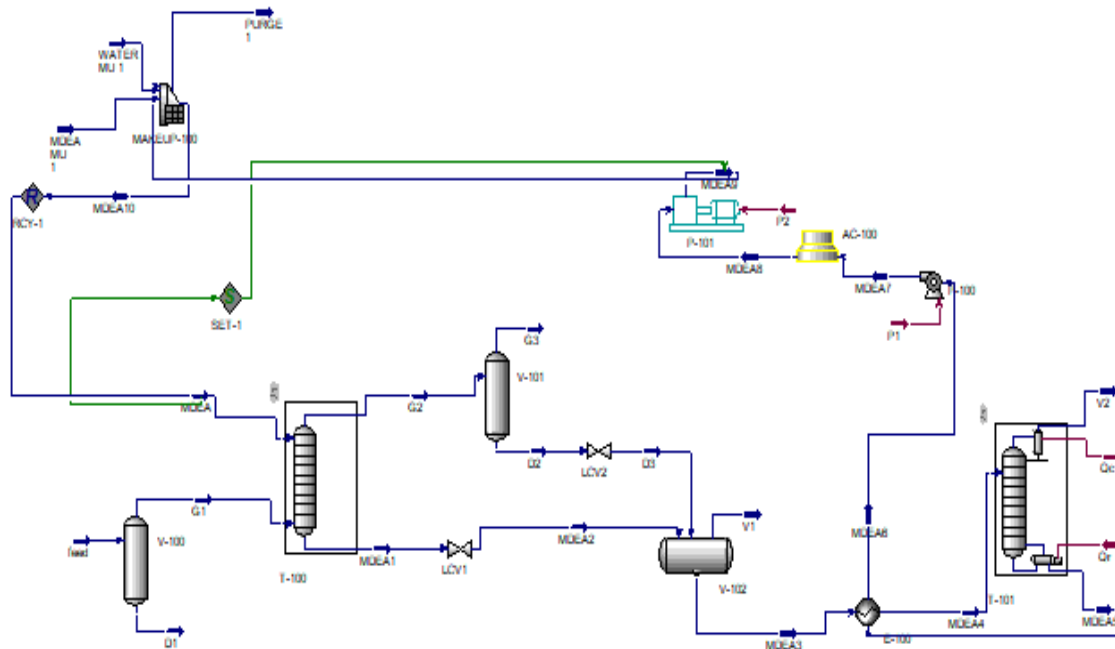 PURGE
1
WATER
MU 1
MAKEUP-100
MDEA
MU
1
MDEA9
RCY-1
MDEA10
P2
P-101
AC-100
MDEA8
MDEA7
P-100
P1
S
SET-1
G3
V-101
MDEA
G2
V2
D2
LCV2
D3
Qc
G1
V1
MDEA6
feed
V-100
MDEA1
LCV1
MDEA2
Qr
T-100
V-102
T-101
D1
MDEA3
E-100
MDEA4
MDEA5